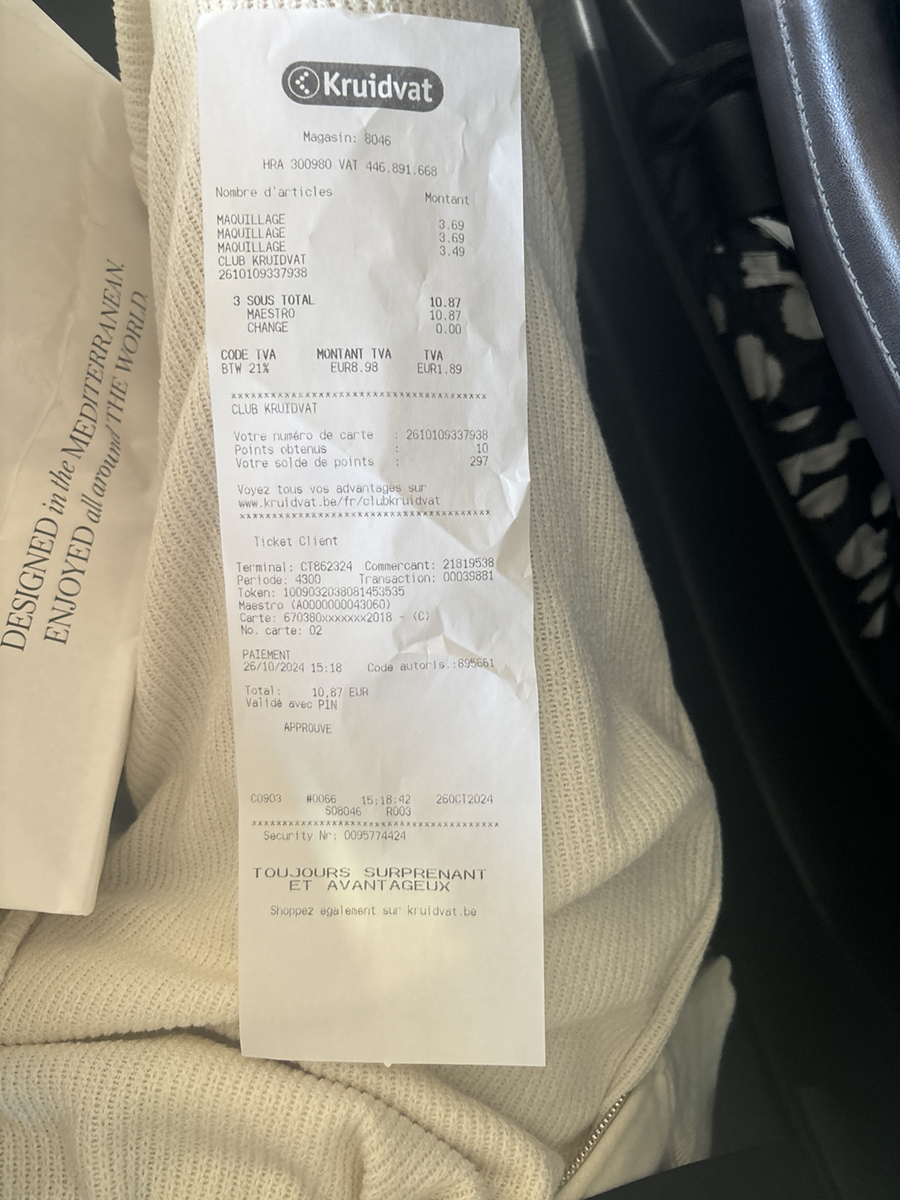 Kruidvat
Magasin: 8046
HRA 300980 VAT 446.891.668
Nombre d'articles Montant
MAQUILLAGE 3.69
MAQUILLAGE 3.69
MAQUILLAGE 3.49
CLUB KRUIDVAT
2610109337938
3 SOUS TOTAL 10.87
MAESTRO 10.87
CHANGE 0.00
CODE TVA MONTANT TVA TVA
BTW 21% EUR8.98 EUR1.89
xxxxxxxxxxxxxxxxxxxxxxxxxxxxxxxxxxxxxx
CLUB KRUIDVAT
Votre numéro de carte : 2610109337938
Points obtenus : 10
Votre solde de points : 297
Voyez tous vos advantages sur
www.kruidvat.be/fr/clubkruidvat
xxxxxxxxxxxxxxxxxxxxxxxxxxxxxxxxxxxxxx
Ticket Client
Terminal: CT862324 Commercant: 21819538
Periode: 4300 Transaction: 00039881
Token: 1009032038081453535
Maestro (A0000000043060)
Carte: 670380xxxxxxx2018 - (C)
No. carte: 02
PAIEMENT
26/10/2024 15:18 Code autoris.:895661
Total: 10,87 EUR
Validé avec PIN
APPROUVE
C0903 #0066 15:18:42 26OCT2024
S08046 R003
xxxxxxxxxxxxxxxxxxxxxxxxxxxxxxxxxxxxxx
Security Nr: 0095774424
TOUJOURS SURPRENANT
ET AVANTAGEUX
Shoppez egalement sur kruidvat.be
DESIGNED in the MEDITERRANEAN.
ENJOYED all around THE WORLD.